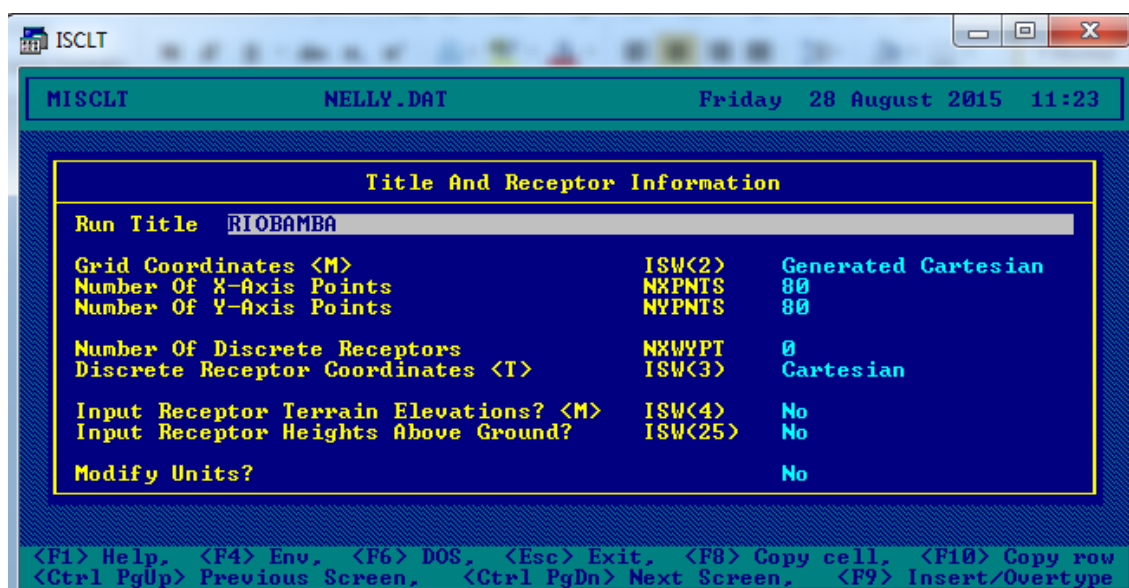 ISCLT
MISCLT NELLY.DAT Friday 28 August 2015 11:23
Title And Receptor Information
Run Title RIOBAMBA
Grid Coordinates <M> ISW(2) Generated Cartesian
Number Of X-Axis Points NXPNTS 80
Number Of Y-Axis Points NYPNTS 80
Number Of Discrete Receptors NXWYPT 0
Discrete Receptor Coordinates <T> ISW(3) Cartesian
Input Receptor Terrain Elevations? <M> ISW(4) No
Input Receptor Heights Above Ground? ISW(25) No
Modify Units? No
<F1> Help, <F4> Env, <F6> DOS, <Esc> Exit, <F8> Copy cell, <F10> Copy row
<Ctrl PgUp> Previous Screen, <Ctrl PgDn> Next Screen, <F9> Insert/Overtype